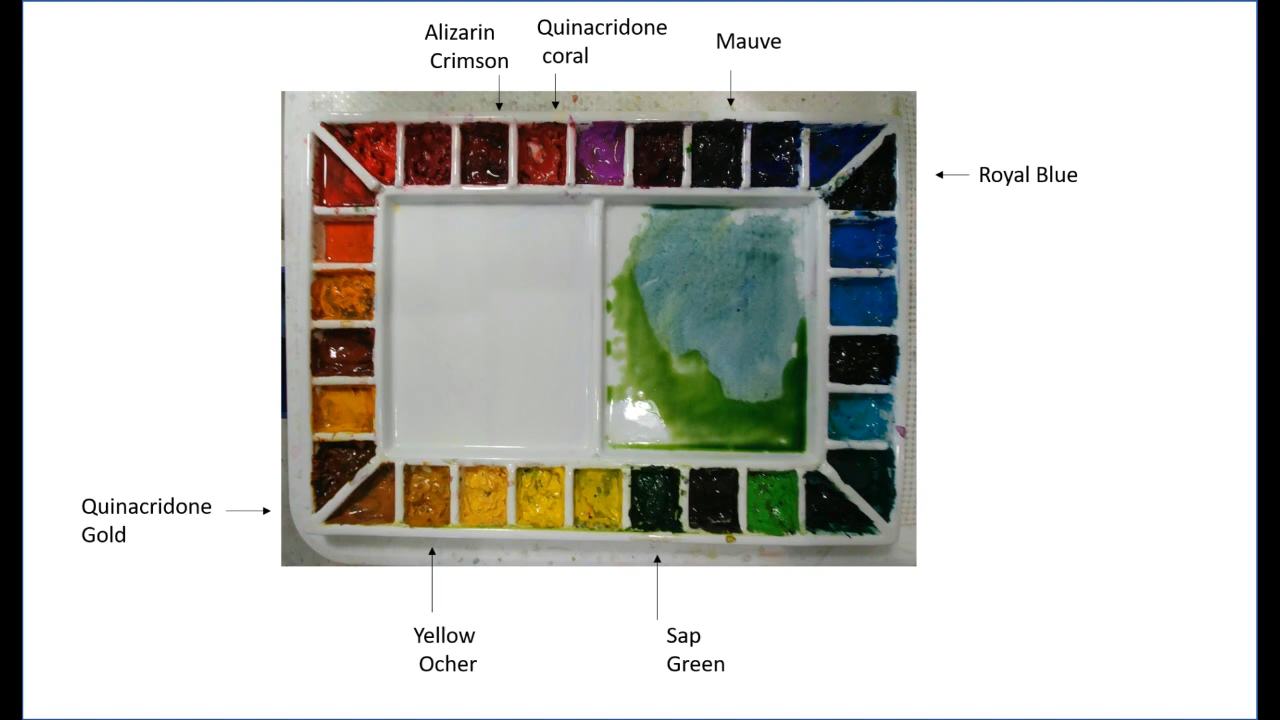 Alizarin
Crimson
Quinacridone
coral
Mauve
Royal Blue
Quinacridone
Gold
Yellow
Ocher
Sap
Green